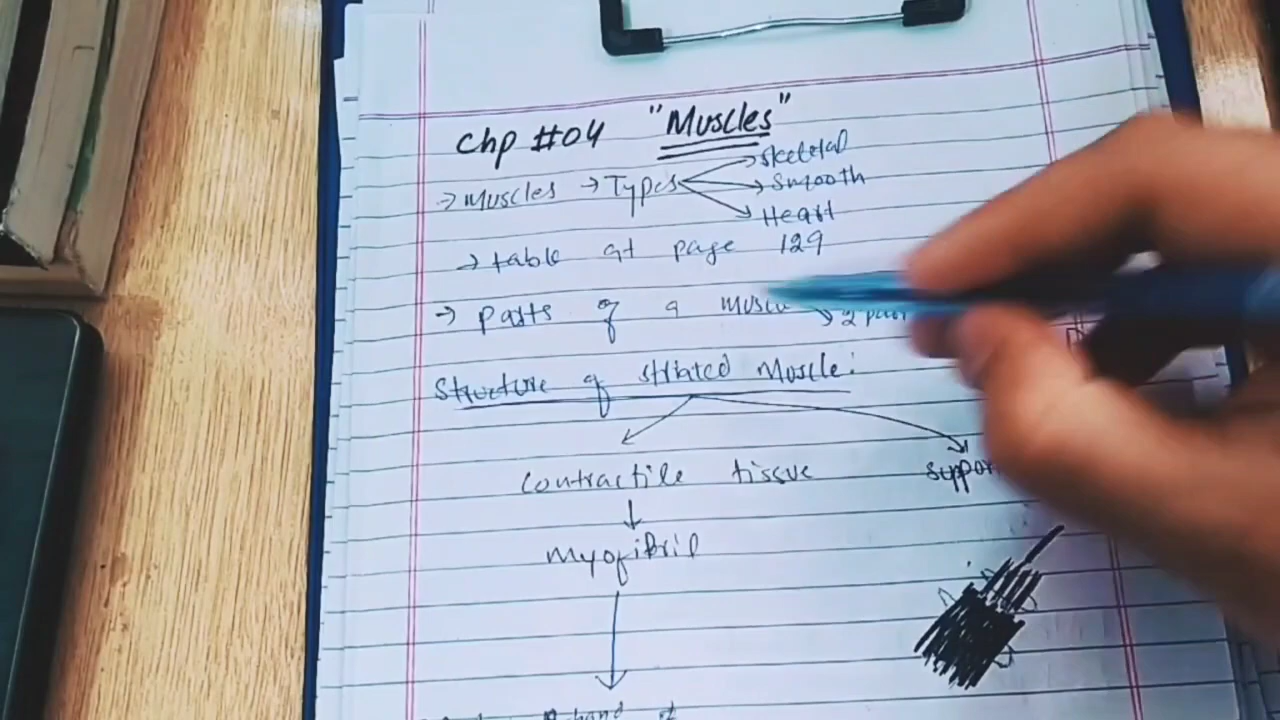 Chp #04 "Muscles"
→ Muscles → Types → Skeletal
→ Smooth
→ Heart
→ table at page 129
→ parts of a
Structure of striated Muscle:
Contractile tissue
Myofibril